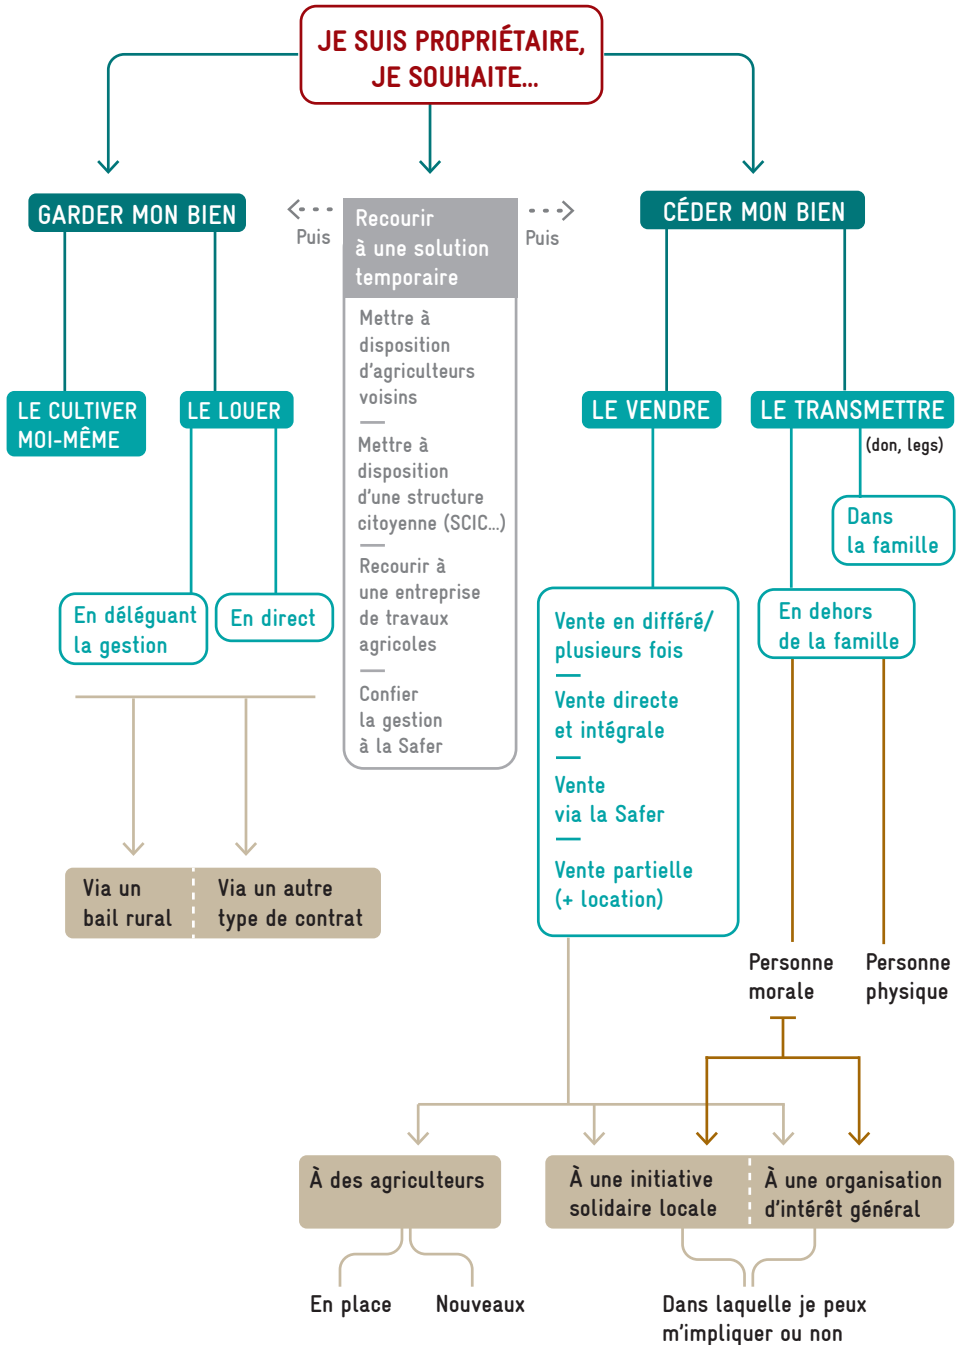 JE SUIS PROPRIÉTAIRE,
JE SOUHAITE...
GARDER MON BIEN
Puis
Recourir
à une solution
temporaire
Puis
CÉDER MON BIEN
Mettre à
disposition
d'agriculteurs
voisins
Mettre à
disposition
d'une structure
citoyenne (SCIC...)
Recourir à
une entreprise
de travaux
agricoles
Confier
la gestion
à la Safer
LE CULTIVER
MOI-MÊME
LE LOUER
En déléguant
la gestion
En direct
Via un
bail rural
Via un autre
type de contrat
LE VENDRE
LE TRANSMETTRE
(don, legs)
Dans
la famille
En dehors
de la famille
Vente en différé/
plusieurs fois
Vente directe
et intégrale
Vente
via la Safer
Vente partielle
(+ location)
Personne
morale
Personne
physique
À des agriculteurs
À une initiative
solidaire locale
À une organisation
d'intérêt général
En place
Nouveaux
Dans laquelle je peux
m'impliquer ou non